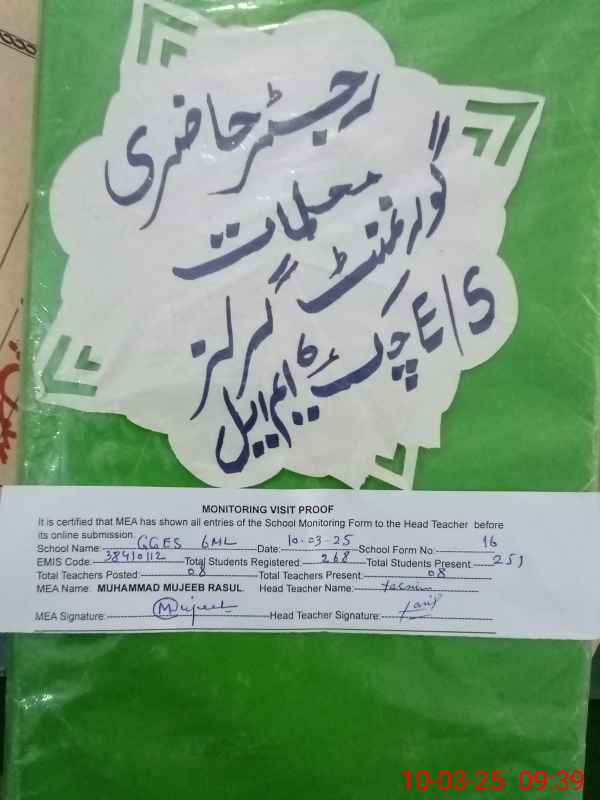 رجسٹر حاضری
معلمات
گورنمنٹ گرلز
E/S چک ۶ ایم ایل
MONITORING VISIT PROOF
It is certified that MEA has shown all entries of the School Monitoring Form to the Head Teacher before
its online submission.
School Name: GGES 6ML Date: 10-03-25 School Form No: 16
EMIS Code: 38410112 Total Students Registered: 268 Total Students Present: 251
Total Teachers Posted: 08 Total Teachers Present: 08
MEA Name: MUHAMMAD MUJEEB RASUL Head Teacher Name:
MEA Signature: Mujeeb Head Teacher Signature:
10-03-25 09:39